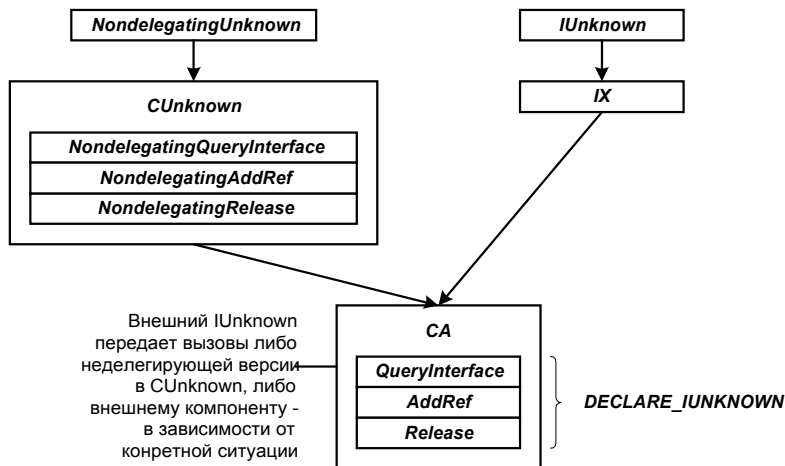 NondelegatingUnknown
IUnknown
CUnknown
IX
NondelegatingQueryInterface
NondelegatingAddRef
NondelegatingRelease
Внешний IUnknown
передает вызовы либо
неделегирующей версии
в CUnknown, либо
внешнему компоненту -
в зависимости от
конретной ситуации
CA
QueryInterface
AddRef
Release
DECLARE_IUNKNOWN